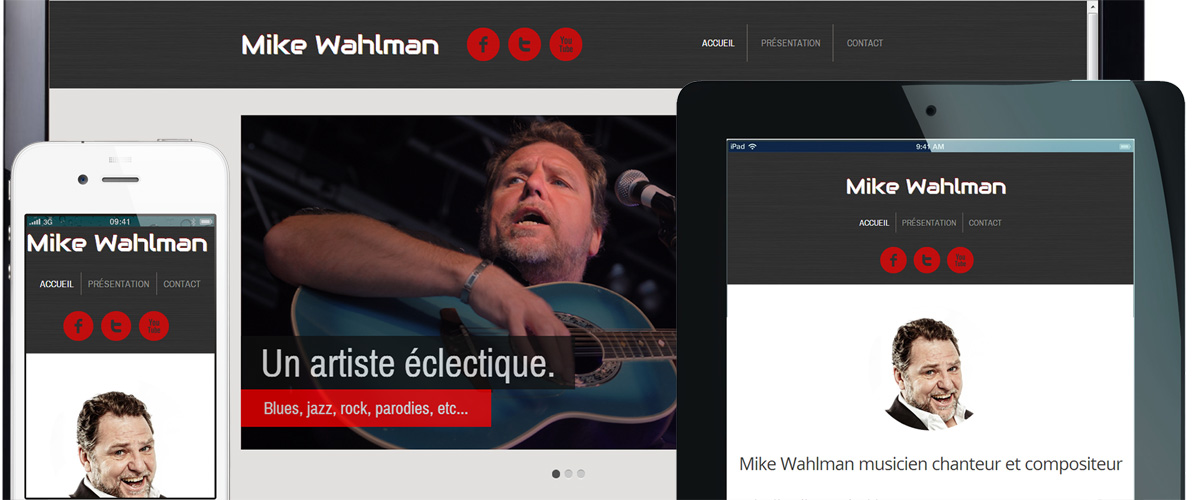 Mike Wahlman
ACCUEIL PRÉSENTATION CONTACT
You Tube
Un artiste éclectique.
Blues, jazz, rock, parodies, etc...
3G 09:41
Mike Wahlman
ACCUEIL PRÉSENTATION CONTACT
You Tube
iPad 9:41 AM
Mike Wahlman
ACCUEIL PRÉSENTATION CONTACT
You Tube
Mike Wahlman musicien chanteur et compositeur